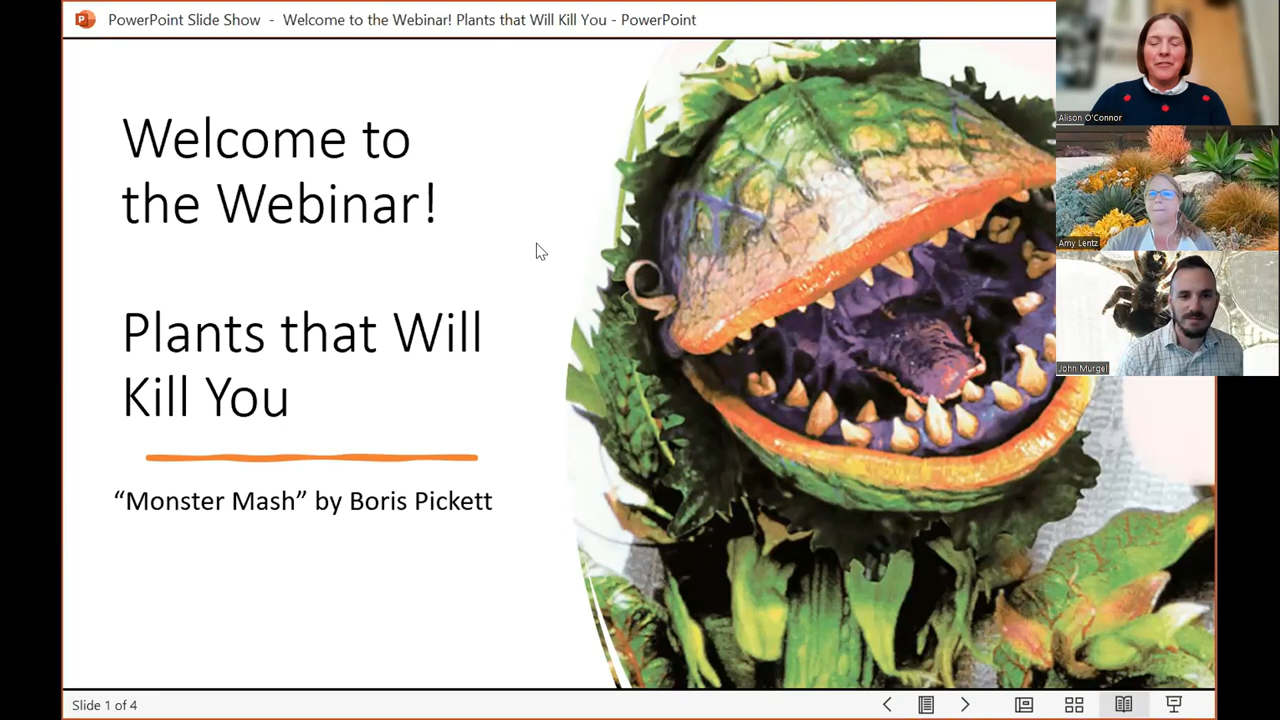 PowerPoint Slide Show - Welcome to the Webinar! Plants that Will Kill You - PowerPoint
Welcome to
the Webinar!
Plants that Will
Kill You
“Monster Mash” by Boris Pickett
Alison O'Connor
Amy Lentz
John Murgel
Slide 1 of 4